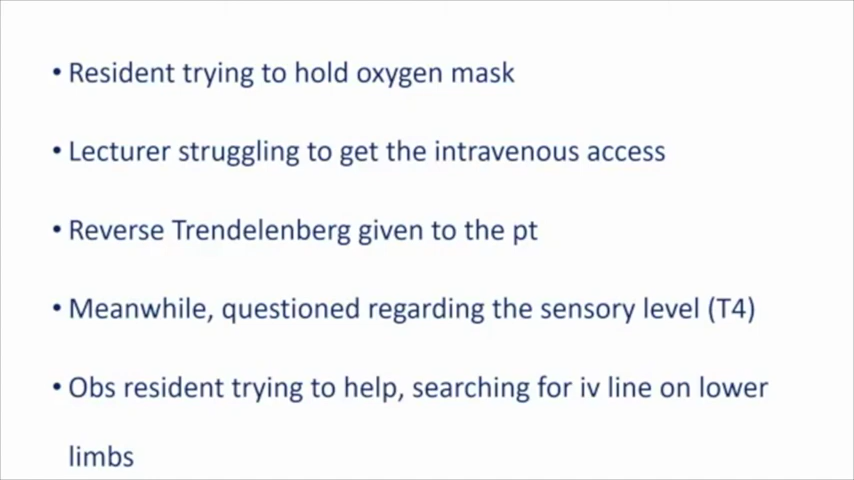 • Resident trying to hold oxygen mask
• Lecturer struggling to get the intravenous access
• Reverse Trendelenberg given to the pt
• Meanwhile, questioned regarding the sensory level (T4)
• Obs resident trying to help, searching for iv line on lower
limbs